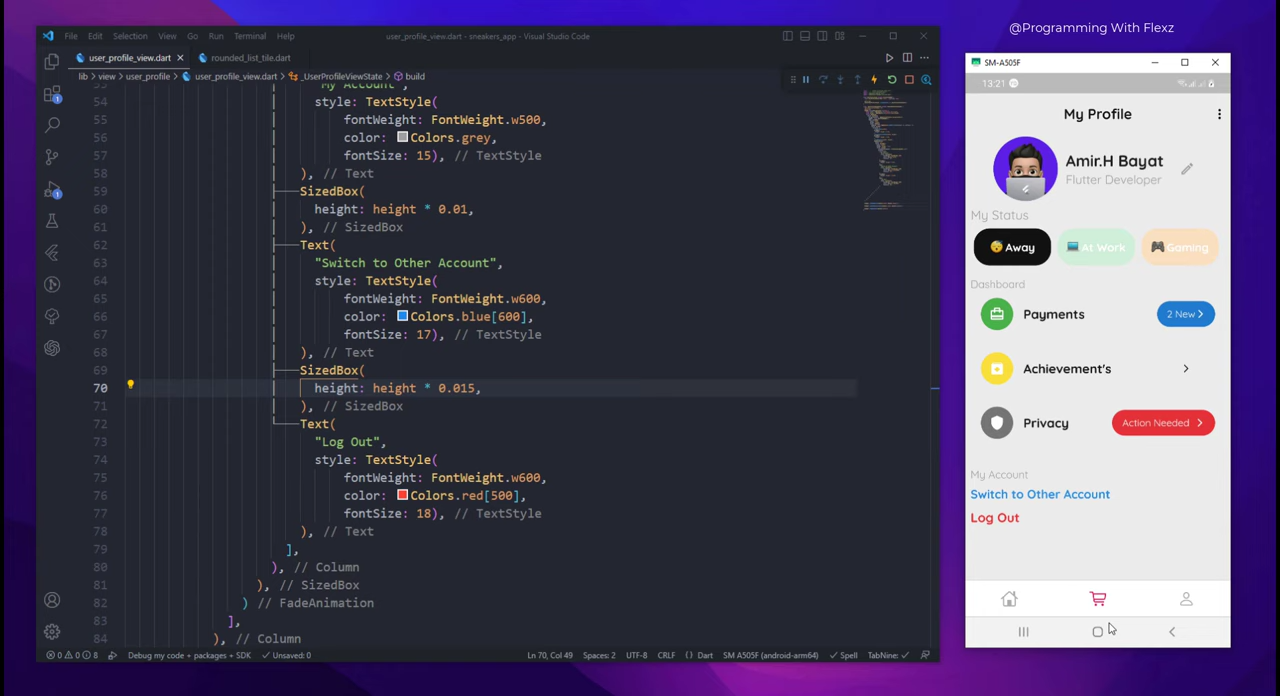 @Programming With Flexz
File Edit Selection View Go Run Terminal Help
user_profile_view.dart - sneakers_app - Visual Studio Code
user_profile_view.dart
rounded_list_tile.dart
lib > view > user_profile > user_profile_view.dart > _UserProfileViewState > build
"My Account",
54 style: TextStyle(
55 fontWeight: FontWeight.w500,
56 color: Colors.grey,
57 fontSize: 15), // TextStyle
58 ), // Text
59 SizedBox(
60 height: height * 0.01,
61 ), // SizedBox
62 Text(
63 "Switch to Other Account",
64 style: TextStyle(
65 fontWeight: FontWeight.w600,
66 color: Colors.blue[600],
67 fontSize: 17), // TextStyle
68 ), // Text
69 SizedBox(
70 height: height * 0.015,
71 ), // SizedBox
72 Text(
73 "Log Out",
74 style: TextStyle(
75 fontWeight: FontWeight.w600,
76 color: Colors.red[500],
77 fontSize: 18), // TextStyle
78 ), // Text
79 ],
80 ), // Column
81 ), // SizedBox
82 ) // FadeAnimation
83 ],
84 ), // Column
1
1
0 0 8 Debug my code + packages + SDK Unsaved: 0 Ln 70, Col 49 Spaces: 2 UTF-8 CRLF {} Dart SM A505F (android-arm64) Spell TabNine:
SM-A505F
13:21
My Profile
Amir.H Bayat
Flutter Developer
My Status
Away
At Work
Gaming
Dashboard
Payments
2 New >
Achievement's >
Privacy
Action Needed >
My Account
Switch to Other Account
Log Out